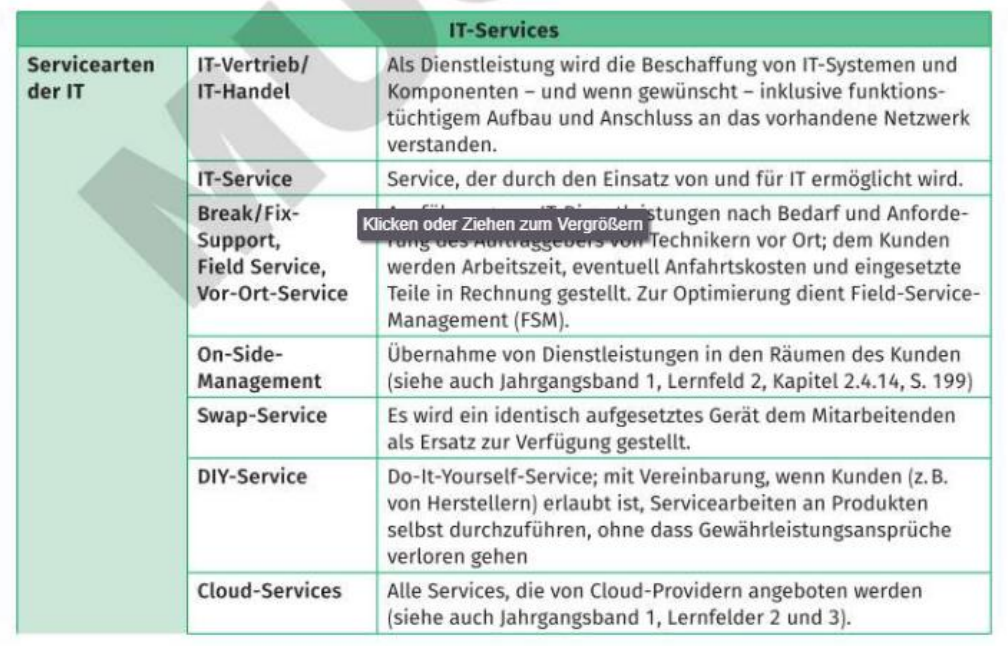 IT-Services
Servicearten
der IT
IT-Vertrieb/
IT-Handel
Als Dienstleistung wird die Beschaffung von IT-Systemen und
Komponenten – und wenn gewünscht – inklusive funktions-
tüchtigem Aufbau und Anschluss an das vorhandene Netzwerk
verstanden.
IT-Service
Service, der durch den Einsatz von und für IT ermöglicht wird.
Break/Fix-
Support,
Field Service,
Vor-Ort-Service
Klicken oder Ziehen zum Vergrößern
stungen nach Bedarf und Anforde-
rung des Auftraggebers von Technikern vor Ort; dem Kunden
werden Arbeitszeit, eventuell Anfahrtskosten und eingesetzte
Teile in Rechnung gestellt. Zur Optimierung dient Field-Service-
Management (FSM).
On-Side-
Management
Übernahme von Dienstleistungen in den Räumen des Kunden
(siehe auch Jahrgangsband 1, Lernfeld 2, Kapitel 2.4.14, S. 199)
Swap-Service
Es wird ein identisch aufgesetztes Gerät dem Mitarbeitenden
als Ersatz zur Verfügung gestellt.
DIY-Service
Do-It-Yourself-Service; mit Vereinbarung, wenn Kunden (z. B.
von Herstellern) erlaubt ist, Servicearbeiten an Produkten
selbst durchzuführen, ohne dass Gewährleistungsansprüche
verloren gehen
Cloud-Services
Alle Services, die von Cloud-Providern angeboten werden
(siehe auch Jahrgangsband 1, Lernfelder 2 und 3).